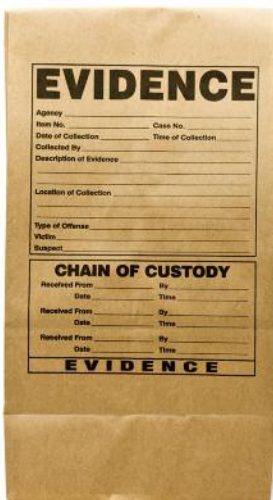 EVIDENCE
Agency
Item No. Case No.
Date of Collection Time of Collection
Collected By
Description of Evidence
Location of Collection
Type of Offense
Victim
Suspect
CHAIN OF CUSTODY
Received From By
Date Time
Received From By
Date Time
Received From By
Date Time
EVIDENCE